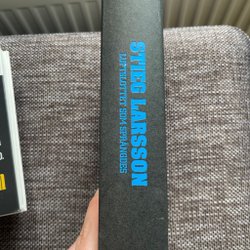 STIEG LARSSON
LUFTSLOTTET SOM SPRÄNGDES